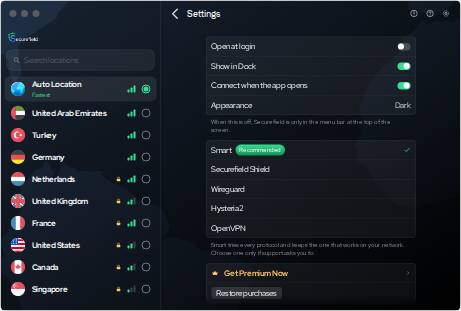 Settings
Securefield
Search locations
Auto Location
Fastest
United Arab Emirates
Turkey
Germany
Netherlands
United Kingdom
France
United States
Canada
Singapore
Open at login
Show in Dock
Connect when the app opens
Appearance Dark
When this is off, Securefield is only in the menu bar at the top of the
screen.
Smart Recommended
Securefield Shield
Wireguard
Hysteria2
OpenVPN
Smart tries every protocol and keeps the one that works on your network.
Choose one only if support asks you to.
Get Premium Now
Restore purchases